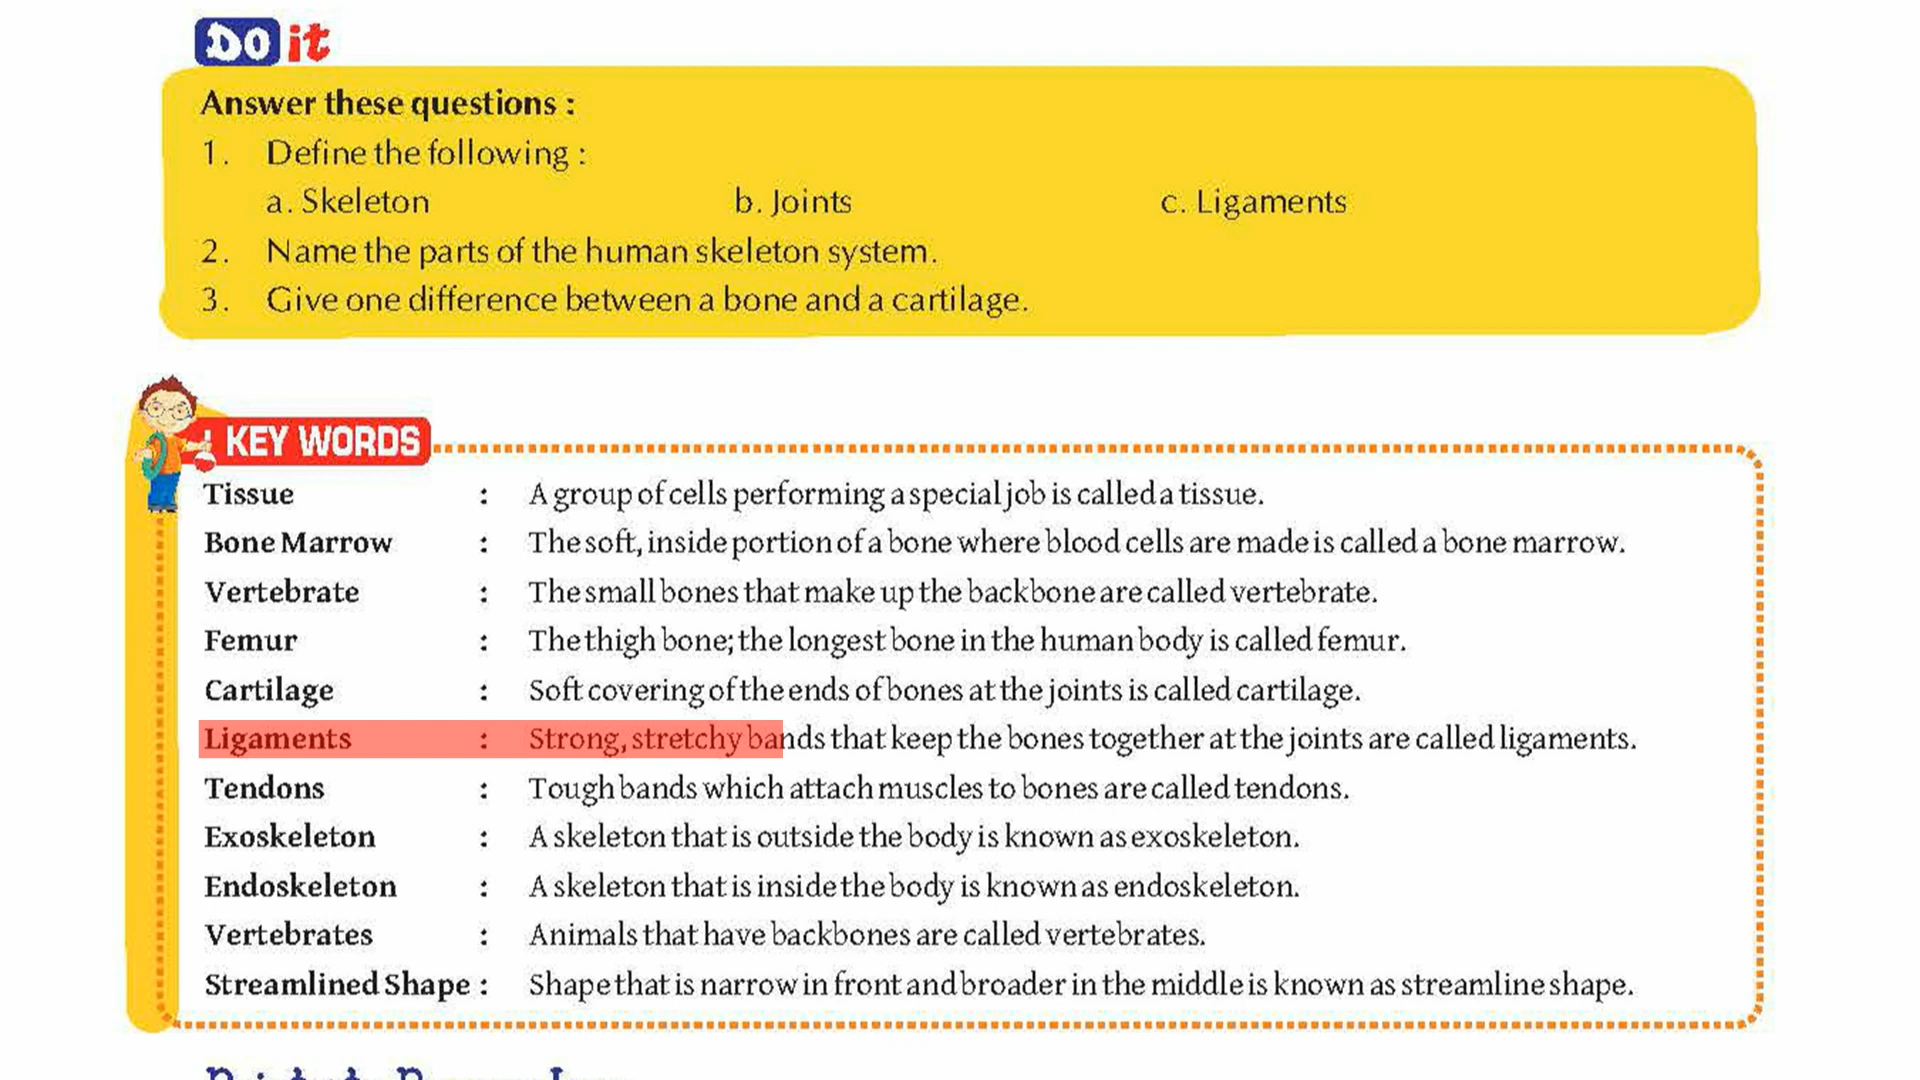 Do it
Answer these questions :
1. Define the following :
a. Skeleton b. Joints c. Ligaments
2. Name the parts of the human skeleton system.
3. Give one difference between a bone and a cartilage.
KEY WORDS
Tissue : A group of cells performing a special job is called a tissue.
Bone Marrow : The soft, inside portion of a bone where blood cells are made is called a bone marrow.
Vertebrate : The small bones that make up the backbone are called vertebrate.
Femur : The thigh bone; the longest bone in the human body is called femur.
Cartilage : Soft covering of the ends of bones at the joints is called cartilage.
Ligaments : Strong, stretchy bands that keep the bones together at the joints are called ligaments.
Tendons : Tough bands which attach muscles to bones are called tendons.
Exoskeleton : A skeleton that is outside the body is known as exoskeleton.
Endoskeleton : A skeleton that is inside the body is known as endoskeleton.
Vertebrates : Animals that have backbones are called vertebrates.
Streamlined Shape : Shape that is narrow in front and broader in the middle is known as streamline shape.